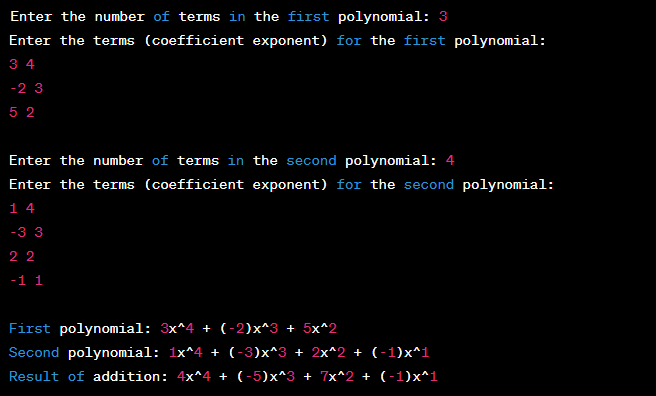 Enter the number of terms in the first polynomial: 3
Enter the terms (coefficient exponent) for the first polynomial:
3 4
-2 3
5 2
Enter the number of terms in the second polynomial: 4
Enter the terms (coefficient exponent) for the second polynomial:
1 4
-3 3
2 2
-1 1
First polynomial: 3x^4 + (-2)x^3 + 5x^2
Second polynomial: 1x^4 + (-3)x^3 + 2x^2 + (-1)x^1
Result of addition: 4x^4 + (-5)x^3 + 7x^2 + (-1)x^1